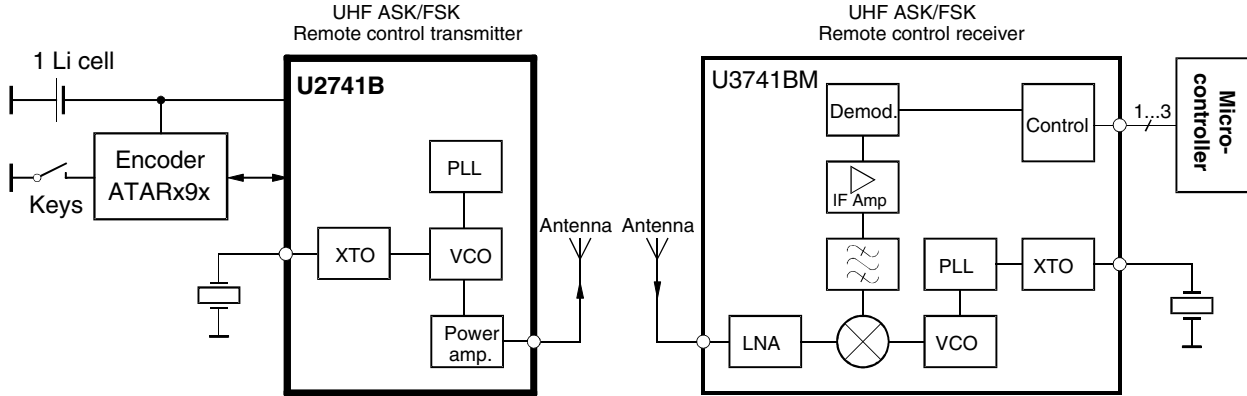 UHF ASK/FSK
Remote control transmitter
1 Li cell
U2741B
Encoder
ATARx9x
Keys
PLL
XTO
VCO
Power
amp.
Antenna
UHF ASK/FSK
Remote control receiver
U3741BM
Antenna
Demod.
Control
1...3
Micro-
controller
IF Amp
PLL
XTO
LNA
VCO